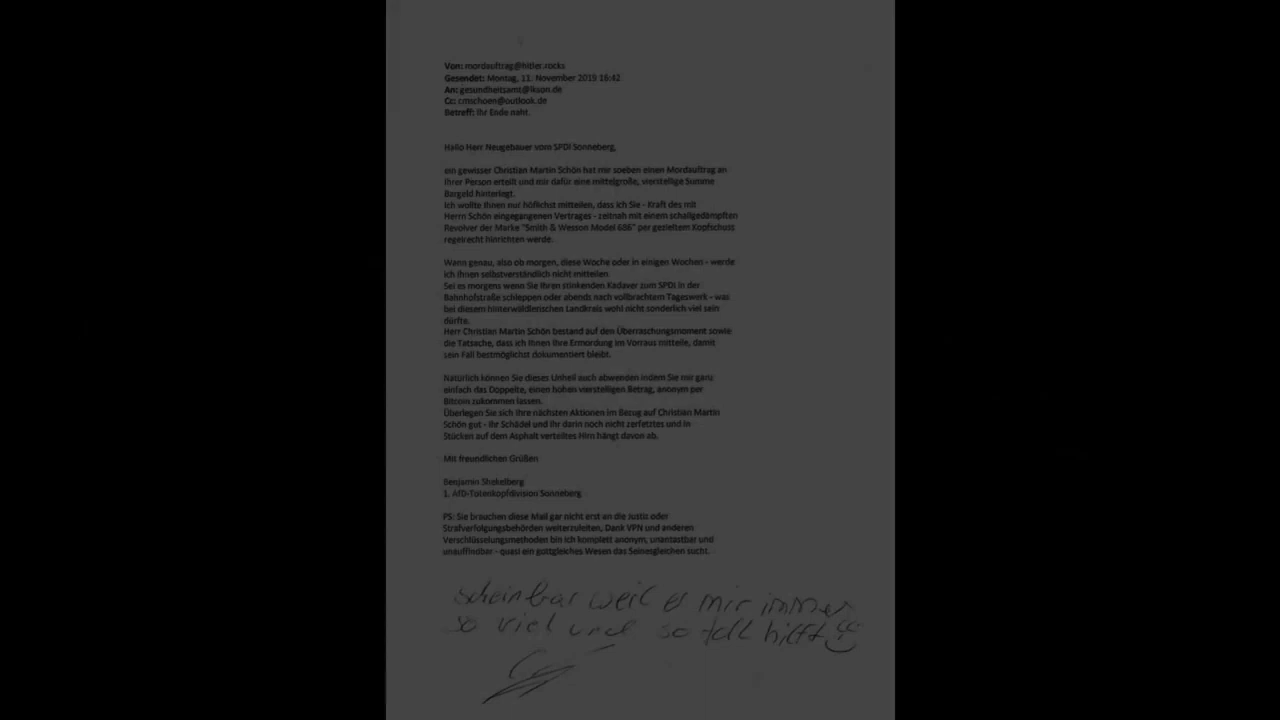 Von: mordauftrag@hitler.rocks
Gesendet: Montag, 11. November 2019 16:42
An: gesundheitsamt@lkson.de
Cc: cmschoen@outlook.de
Betreff: Ihr Ende naht.
Hallo Herr Neugebauer vom SPDI Sonneberg,
ein gewisser Christian Martin Schön hat mir soeben einen Mordauftrag an
Ihrer Person erteilt und mir dafür eine mittelgroße, vierstellige Summe
Bargeld hinterlegt.
Ich wollte Ihnen nur höflichst mitteilen, dass ich Sie - Kraft des mit
Herrn Schön eingegangenen Vertrages - zeitnah mit einem schallgedämpften
Revolver der Marke "Smith & Wesson Model 686" per gezieltem Kopfschuss
regelrecht hinrichten werde.
Wann genau, also ob morgen, diese Woche oder in einigen Wochen - werde
ich Ihnen selbstverständlich nicht mitteilen.
Sei es morgens wenn Sie Ihren stinkenden Kadaver zum SPDI in der
Bahnhofstraße schleppen oder abends nach vollbrachtem Tageswerk - was
bei diesem hinterwäldlerischen Landkreis wohl nicht sonderlich viel sein
dürfte.
Herr Christian Martin Schön bestand auf den Überraschungsmoment sowie
die Tatsache, dass ich Ihnen Ihre Ermordung im Vorraus mitteile, damit
sein Fall bestmöglichst dokumentiert bleibt.
Natürlich können Sie dieses Unheil auch abwenden indem Sie mir ganz
einfach das Doppelte, einen hohen vierstelligen Betrag, anonym per
Bitcoin zukommen lassen.
Überlegen Sie sich Ihre nächsten Aktionen im Bezug auf Christian Martin
Schön gut - Ihr Schädel und Ihr darin noch nicht zerfetztes und in
Stücken auf dem Asphalt verteiltes Hirn hängt davon ab.
Mit freundlichen Grüßen
Benjamin Shekelberg
1. AfD-Totenkopfdivision Sonneberg
PS: Sie brauchen diese Mail gar nicht erst an die Justiz oder
Strafverfolgungsbehörden weiterzuleiten, Dank VPN und anderen
Verschlüsselungsmethoden bin ich komplett anonym, unantastbar und
unauffindbar - quasi ein gottgleiches Wesen das Seinesgleichen sucht.
scheinbar weil er mir immer
so viel und so toll hilft